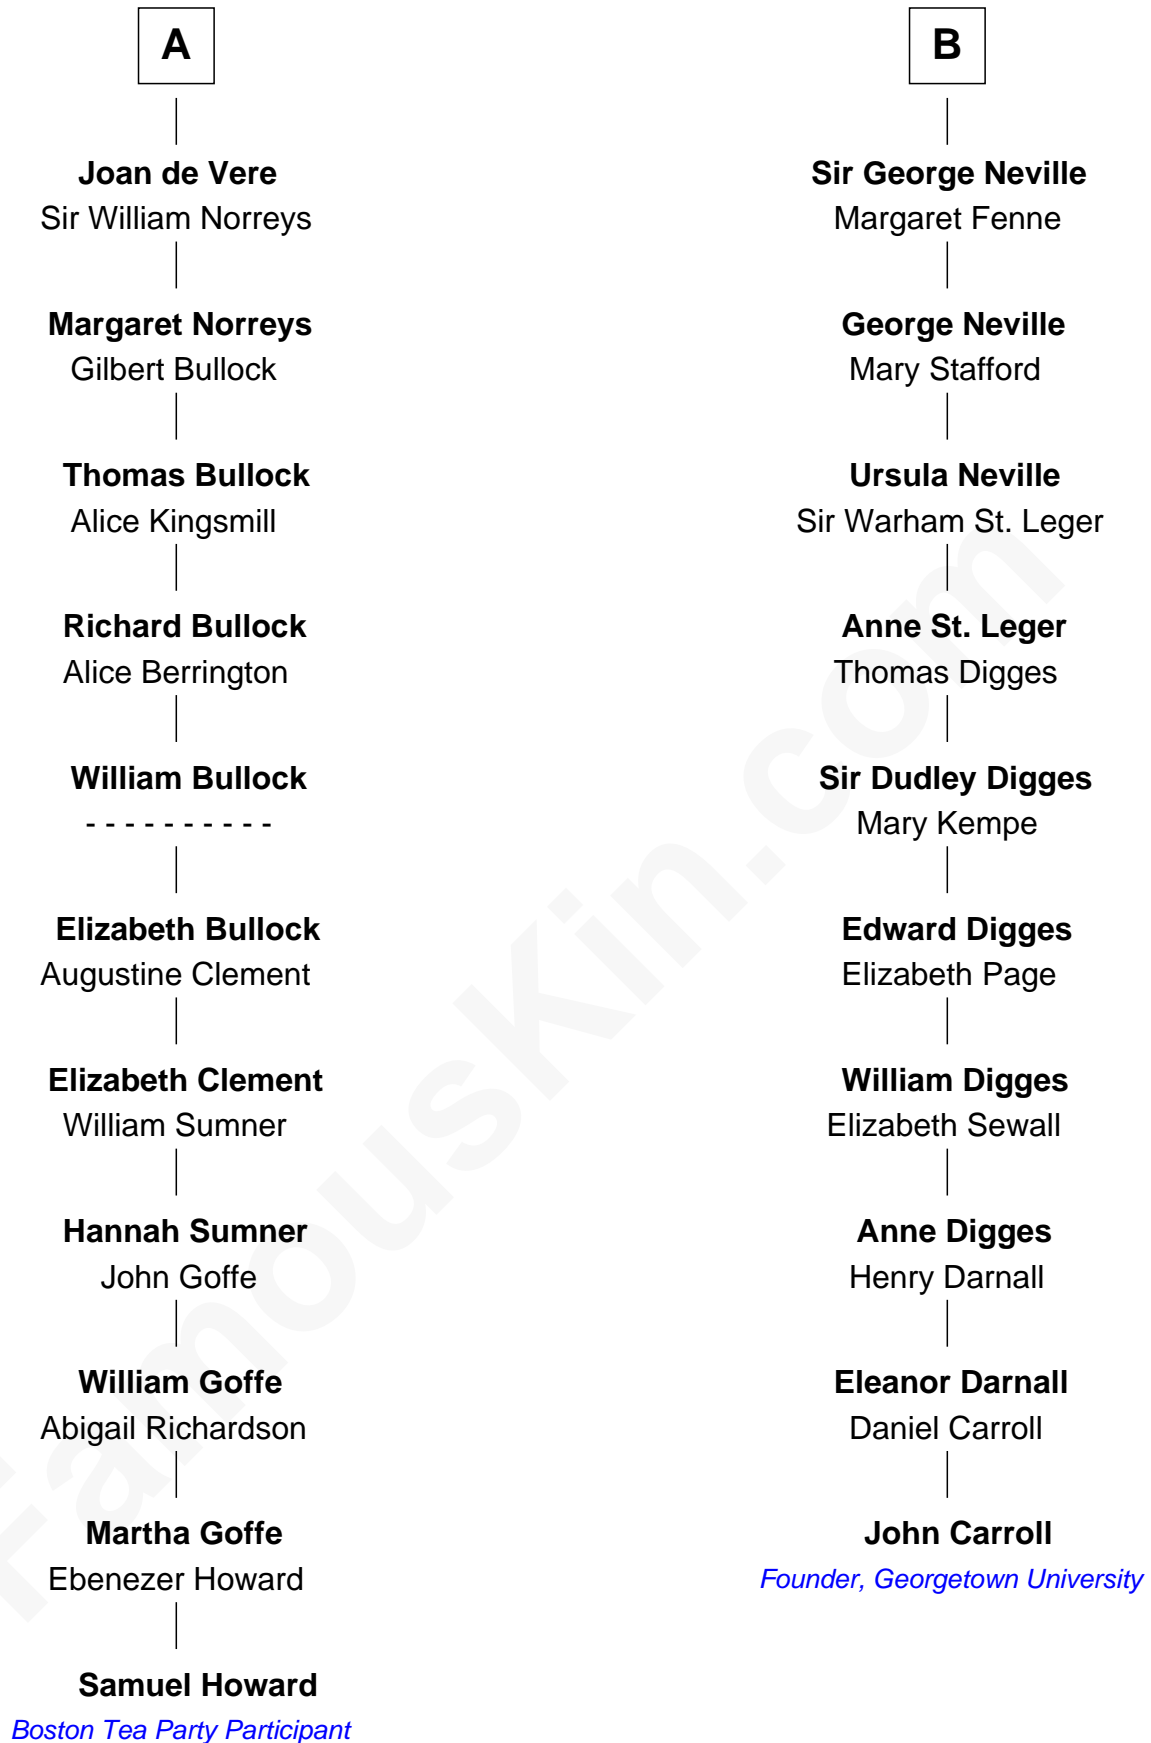 A
Joan de Vere
Sir William Norreys
Margaret Norreys
Gilbert Bullock
Thomas Bullock
Alice Kingsmill
Richard Bullock
Alice Berrington
William Bullock
- - - - - - - - - -
Elizabeth Bullock
Augustine Clement
Elizabeth Clement
William Sumner
Hannah Sumner
John Goffe
William Goffe
Abigail Richardson
Martha Goffe
Ebenezer Howard
Samuel Howard
Boston Tea Party Participant
B
Sir George Neville
Margaret Fenne
George Neville
Mary Stafford
Ursula Neville
Sir Warham St. Leger
Anne St. Leger
Thomas Digges
Sir Dudley Digges
Mary Kempe
Edward Digges
Elizabeth Page
William Digges
Elizabeth Sewall
Anne Digges
Henry Darnall
Eleanor Darnall
Daniel Carroll
John Carroll
Founder, Georgetown University
FamousKin.com